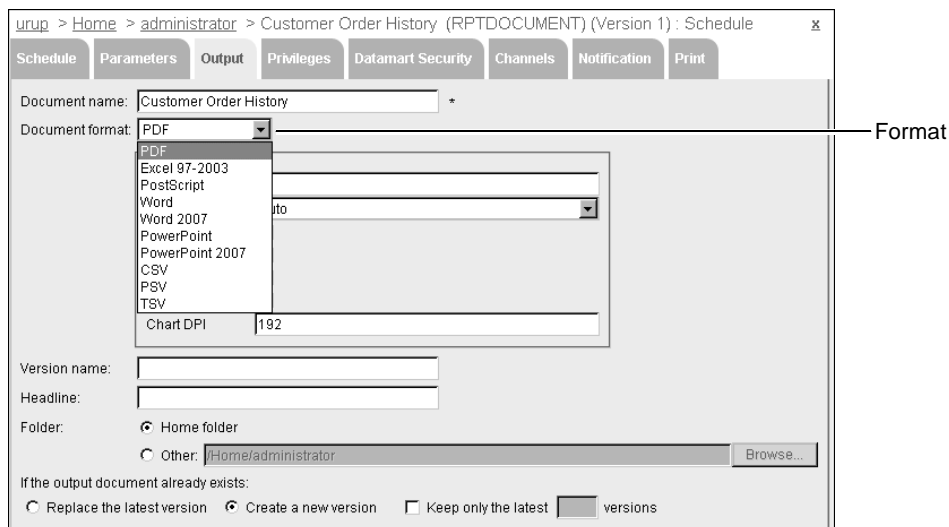 urup > Home > administrator > Customer Order History (RPTDOCUMENT) (Version 1) : Schedule x
Schedule Parameters Output Privileges Datamart Security Channels Notification Print
Document name: Customer Order History *
Document format: PDF
Format
PDF
Excel 97-2003
PostScript
Word
Word 2007
PowerPoint
PowerPoint 2007
CSV
PSV
TSV
Chart DPI 192
Version name:
Headline:
Folder: Home folder
Other: /Home/administrator Browse...
If the output document already exists:
Replace the latest version Create a new version Keep only the latest versions